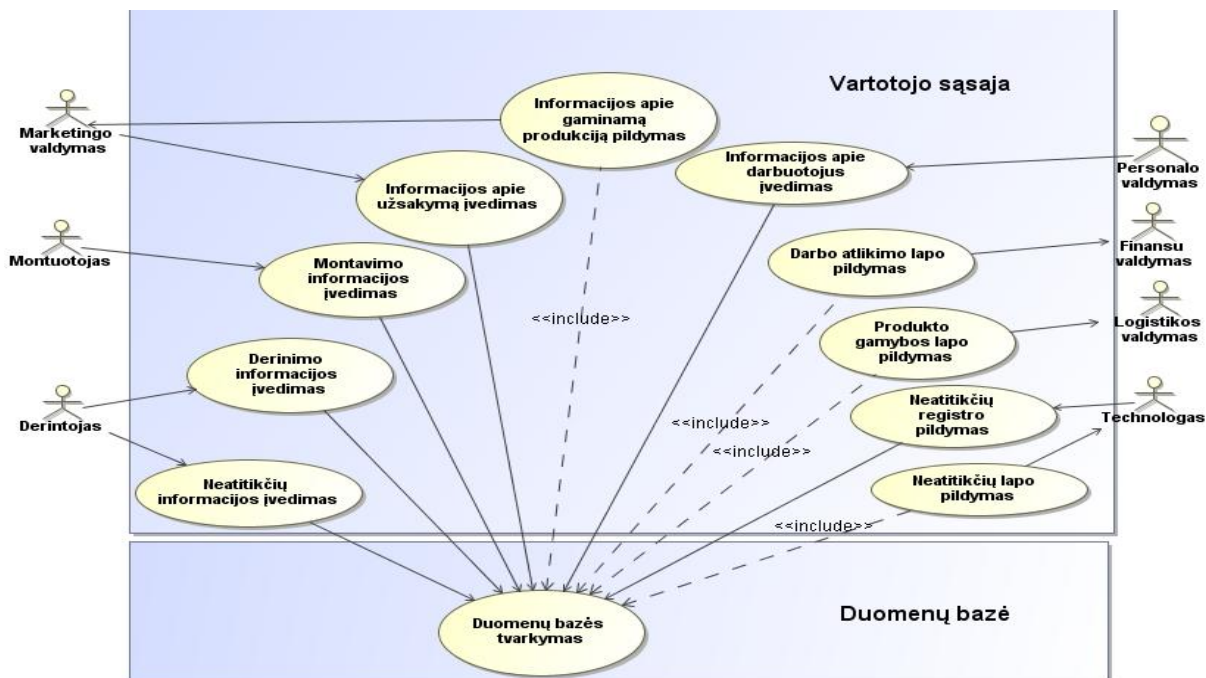 Vartotojo sąsaja
Marketingo
valdymas
Informacijos apie
gaminamą
produkciją pildymas
Informacijos apie
darbuotojus
įvedimas
Personalo
valdymas
Informacijos apie
užsakymą įvedimas
Montuotojas
Montavimo
informacijos
įvedimas
Darbo atlikimo lapo
pildymas
Finansu
valdymas
<<include>>
Produkto
gamybos lapo
pildymas
Logistikos
valdymas
Derinimo
informacijos
įvedimas
Derintojas
Neatitikčių
registro
pildymas
Technologas
<<include>>
<<include>>
Neatitikčių
informacijos įvedimas
Neatitikčių lapo
pildymas
<<include>>
Duomenų bazė
Duomenų bazės
tvarkymas